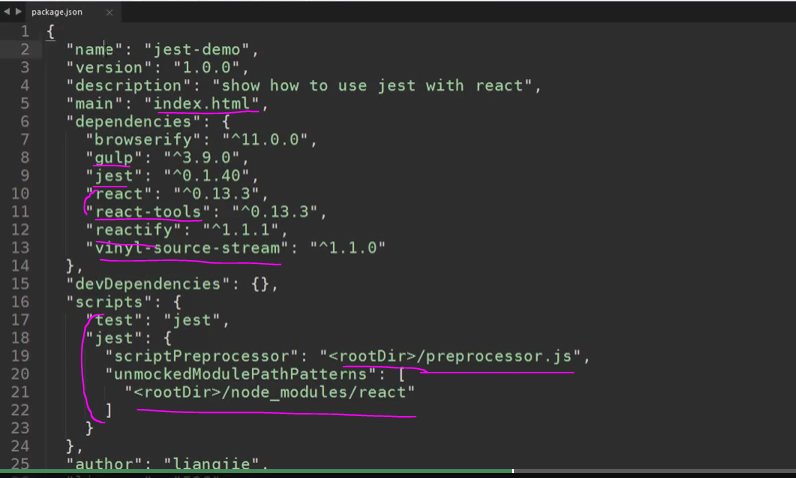 package.json
1 {
2 "name": "jest-demo",
3 "version": "1.0.0",
4 "description": "show how to use jest with react",
5 "main": "index.html",
6 "dependencies": {
7 "browserify": "^11.0.0",
8 "gulp": "^3.9.0",
9 "jest": "^0.1.40",
10 "react": "^0.13.3",
11 "react-tools": "^0.13.3",
12 "reactify": "^1.1.1",
13 "vinyl-source-stream": "^1.1.0"
14 },
15 "devDependencies": {},
16 "scripts": {
17 "test": "jest",
18 "jest": {
19 "scriptPreprocessor": "<rootDir>/preprocessor.js",
20 "unmockedModulePathPatterns": [
21 "<rootDir>/node_modules/react"
22 ]
23 }
24 },
25 "author": "liangjie",